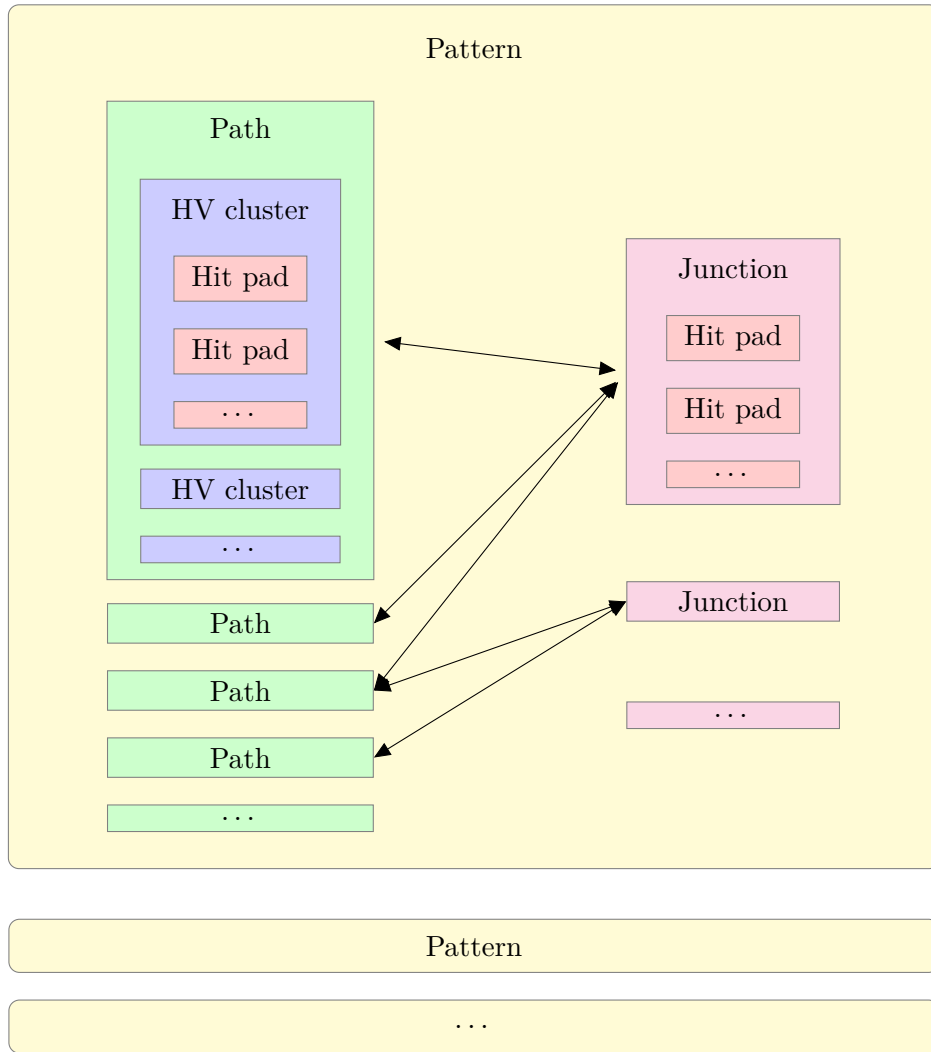 Pattern
Path
HV cluster
Hit pad
Hit pad
...
HV cluster
...
Path
Path
Path
...
Junction
Hit pad
Hit pad
...
Junction
...
Pattern
...